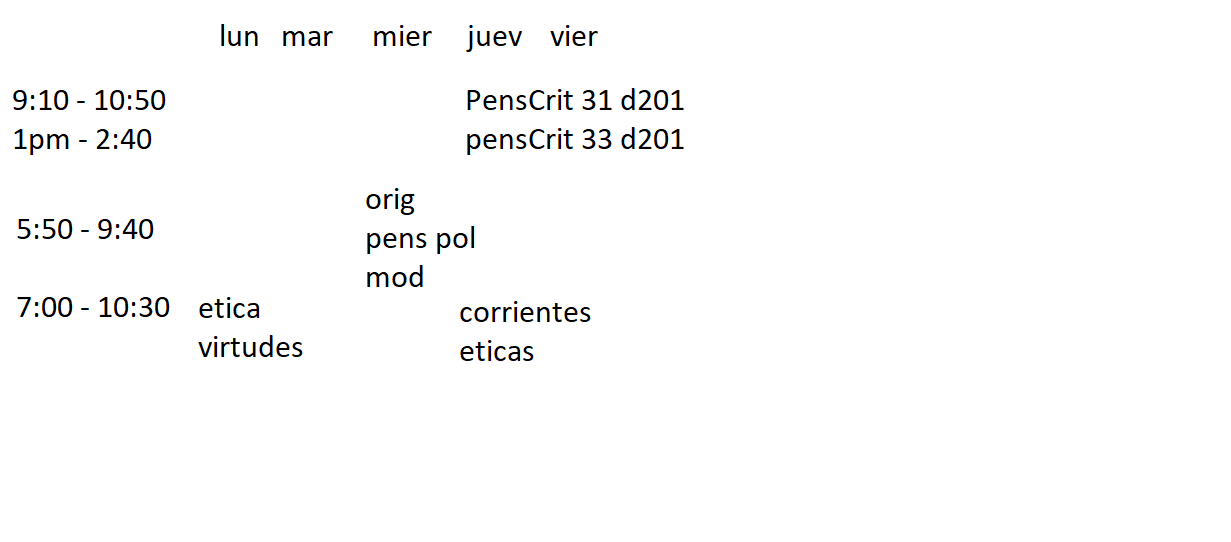 lun mar mier juev vier
9:10 - 10:50 PensCrit 31 d201
1pm - 2:40 pensCrit 33 d201
orig
5:50 - 9:40 pens pol
mod
7:00 - 10:30 etica corrientes
virtudes eticas